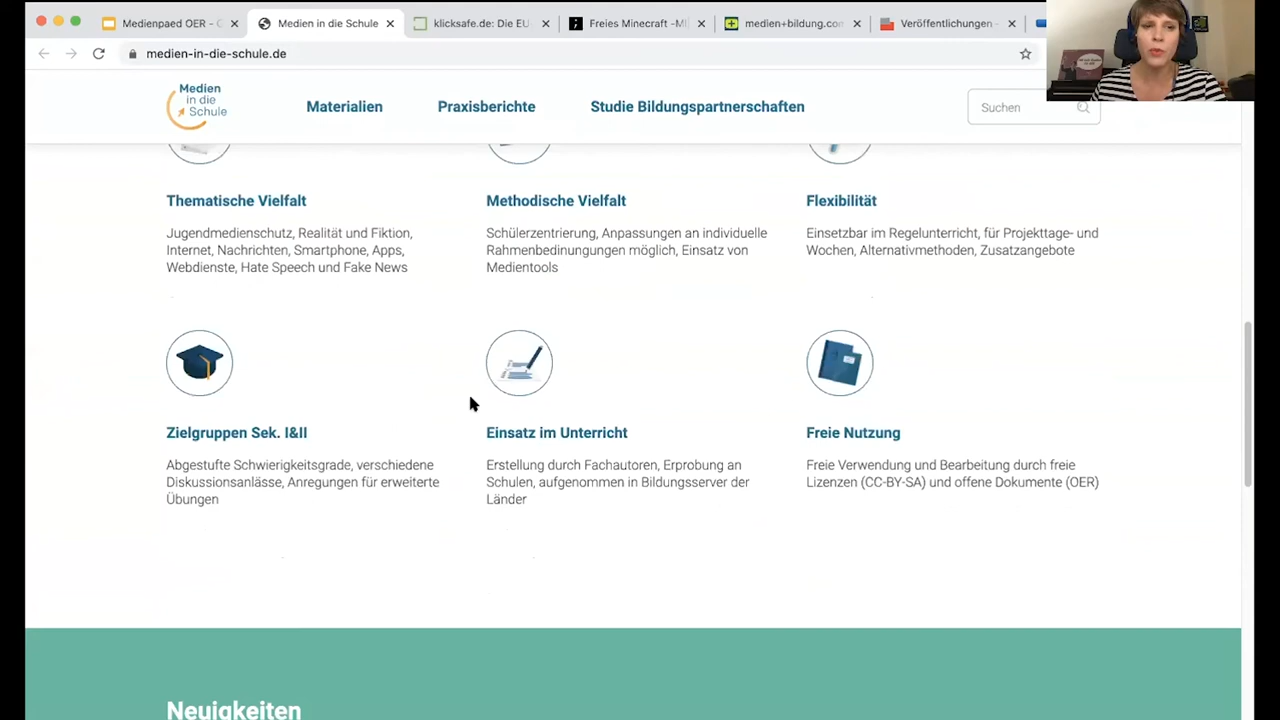 Medienpaed OER - G
Medien in die Schule
klicksafe.de: Die EU
Freies Minecraft -MI
medien+bildung.com
Veröffentlichungen -
medien-in-die-schule.de
Medien
in die
Schule
Materialien
Praxisberichte
Studie Bildungspartnerschaften
Suchen
Thematische Vielfalt
Jugendmedienschutz, Realität und Fiktion,
Internet, Nachrichten, Smartphone, Apps,
Webdienste, Hate Speech und Fake News
Methodische Vielfalt
Schülerzentrierung, Anpassungen an individuelle
Rahmenbedinungungen möglich, Einsatz von
Medientools
Flexibilität
Einsetzbar im Regelunterricht, für Projekttage- und
Wochen, Alternativmethoden, Zusatzangebote
Zielgruppen Sek. I&II
Abgestufte Schwierigkeitsgrade, verschiedene
Diskussionsanlässe, Anregungen für erweiterte
Übungen
Einsatz im Unterricht
Erstellung durch Fachautoren, Erprobung an
Schulen, aufgenommen in Bildungsserver der
Länder
Freie Nutzung
Freie Verwendung und Bearbeitung durch freie
Lizenzen (CC-BY-SA) und offene Dokumente (OER)
Neuigkeiten